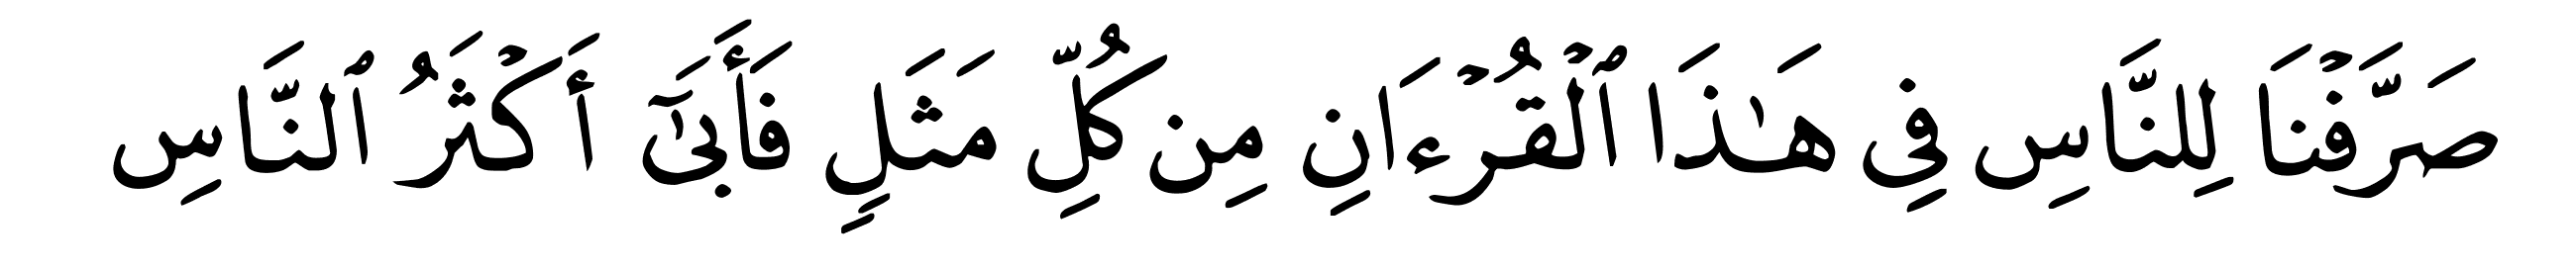 صَرَّفْنَا لِلنَّاسِ فِي هَـٰذَا ٱلْقُرْءَانِ مِن كُلِّ مَثَلٍ فَأَبَىٰٓ أَكْثَرُ ٱلنَّاسِ